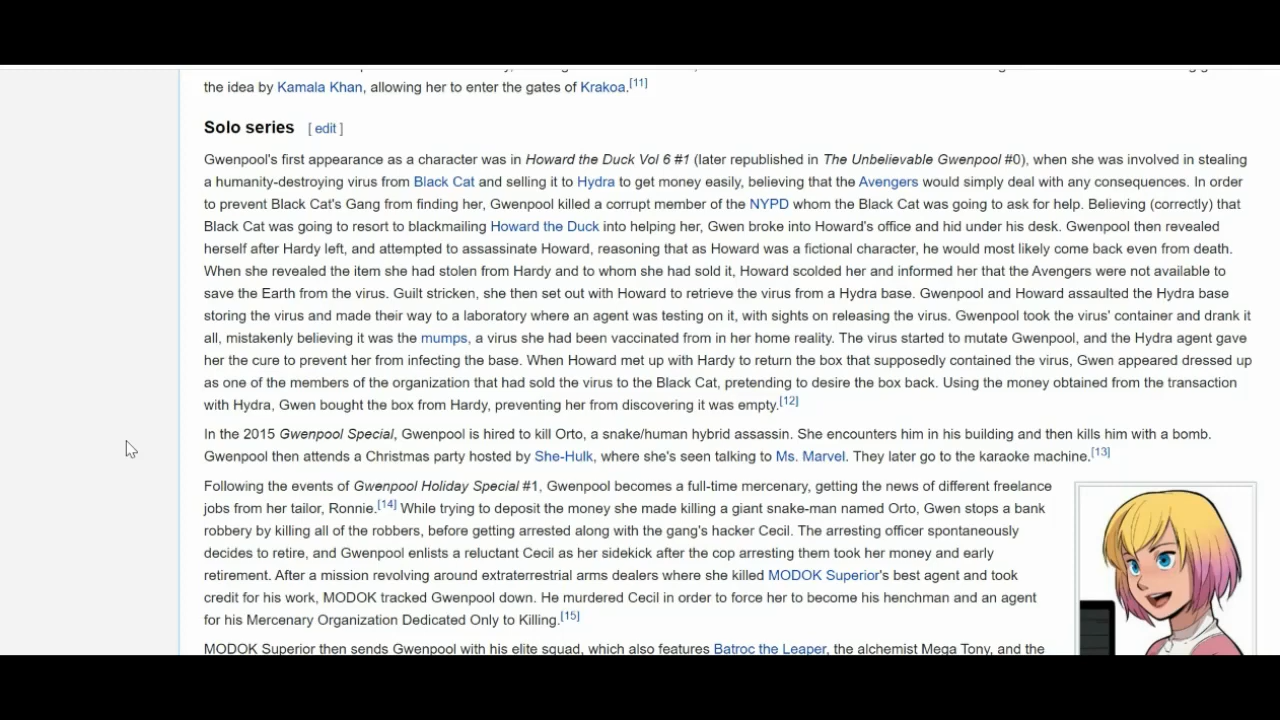 the idea by Kamala Khan, allowing her to enter the gates of Krakoa.[11]
Solo series [ edit ]
Gwenpool's first appearance as a character was in Howard the Duck Vol 6 #1 (later republished in The Unbelievable Gwenpool #0), when she was involved in stealing
a humanity-destroying virus from Black Cat and selling it to Hydra to get money easily, believing that the Avengers would simply deal with any consequences. In order
to prevent Black Cat's Gang from finding her, Gwenpool killed a corrupt member of the NYPD whom the Black Cat was going to ask for help. Believing (correctly) that
Black Cat was going to resort to blackmailing Howard the Duck into helping her, Gwen broke into Howard's office and hid under his desk. Gwenpool then revealed
herself after Hardy left, and attempted to assassinate Howard, reasoning that as Howard was a fictional character, he would most likely come back even from death.
When she revealed the item she had stolen from Hardy and to whom she had sold it, Howard scolded her and informed her that the Avengers were not available to
save the Earth from the virus. Guilt stricken, she then set out with Howard to retrieve the virus from a Hydra base. Gwenpool and Howard assaulted the Hydra base
storing the virus and made their way to a laboratory where an agent was testing on it, with sights on releasing the virus. Gwenpool took the virus' container and drank it
all, mistakenly believing it was the mumps, a virus she had been vaccinated from in her home reality. The virus started to mutate Gwenpool, and the Hydra agent gave
her the cure to prevent her from infecting the base. When Howard met up with Hardy to return the box that supposedly contained the virus, Gwen appeared dressed up
as one of the members of the organization that had sold the virus to the Black Cat, pretending to desire the box back. Using the money obtained from the transaction
with Hydra, Gwen bought the box from Hardy, preventing her from discovering it was empty.[12]
In the 2015 Gwenpool Special, Gwenpool is hired to kill Orto, a snake/human hybrid assassin. She encounters him in his building and then kills him with a bomb.
Gwenpool then attends a Christmas party hosted by She-Hulk, where she's seen talking to Ms. Marvel. They later go to the karaoke machine.[13]
Following the events of Gwenpool Holiday Special #1, Gwenpool becomes a full-time mercenary, getting the news of different freelance
jobs from her tailor, Ronnie.[14] While trying to deposit the money she made killing a giant snake-man named Orto, Gwen stops a bank
robbery by killing all of the robbers, before getting arrested along with the gang's hacker Cecil. The arresting officer spontaneously
decides to retire, and Gwenpool enlists a reluctant Cecil as her sidekick after the cop arresting them took her money and early
retirement. After a mission revolving around extraterrestrial arms dealers where she killed MODOK Superior's best agent and took
credit for his work, MODOK tracked Gwenpool down. He murdered Cecil in order to force her to become his henchman and an agent
for his Mercenary Organization Dedicated Only to Killing.[15]
MODOK Superior then sends Gwenpool with his elite squad, which also features Batroc the Leaper, the alchemist Mega Tony, and the